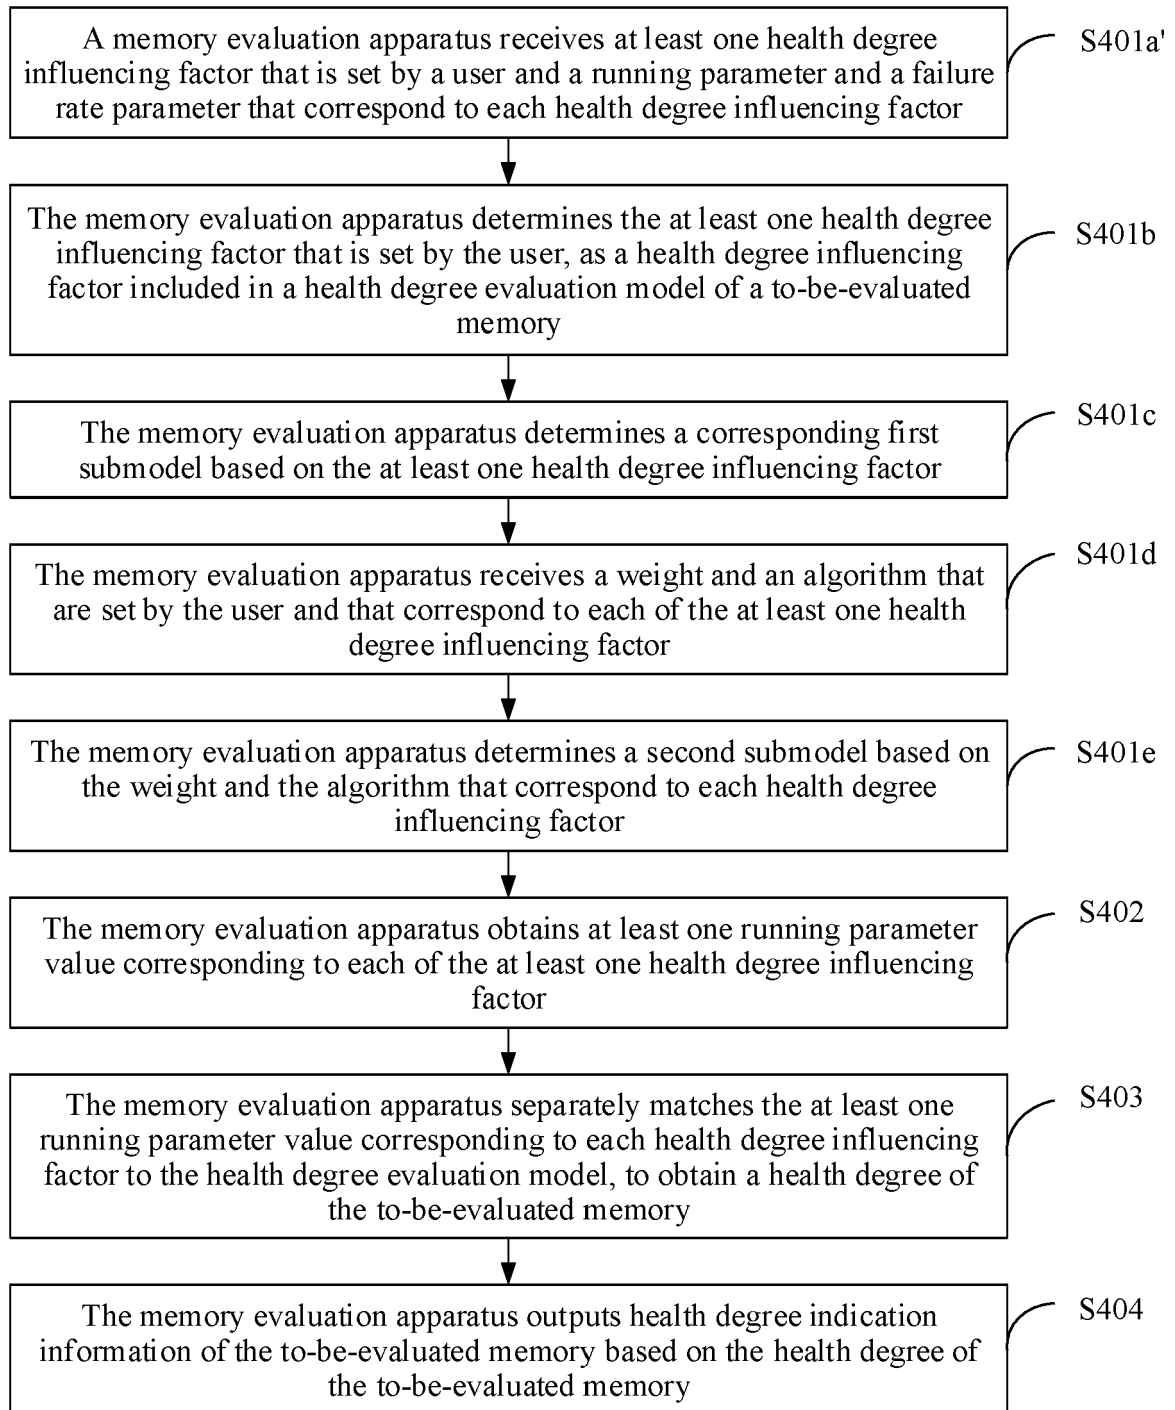 A memory evaluation apparatus receives at least one health degree
influencing factor that is set by a user and a running parameter and a failure
rate parameter that correspond to each health degree influencing factor
S401a'
The memory evaluation apparatus determines the at least one health degree
influencing factor that is set by the user, as a health degree influencing
factor included in a health degree evaluation model of a to-be-evaluated
memory
S401b
The memory evaluation apparatus determines a corresponding first
submodel based on the at least one health degree influencing factor
S401c
The memory evaluation apparatus receives a weight and an algorithm that
are set by the user and that correspond to each of the at least one health
degree influencing factor
S401d
The memory evaluation apparatus determines a second submodel based on
the weight and the algorithm that correspond to each health degree
influencing factor
S401e
The memory evaluation apparatus obtains at least one running parameter
value corresponding to each of the at least one health degree influencing
factor
S402
The memory evaluation apparatus separately matches the at least one
running parameter value corresponding to each health degree influencing
factor to the health degree evaluation model, to obtain a health degree of
the to-be-evaluated memory
S403
The memory evaluation apparatus outputs health degree indication
information of the to-be-evaluated memory based on the health degree of
the to-be-evaluated memory
S404